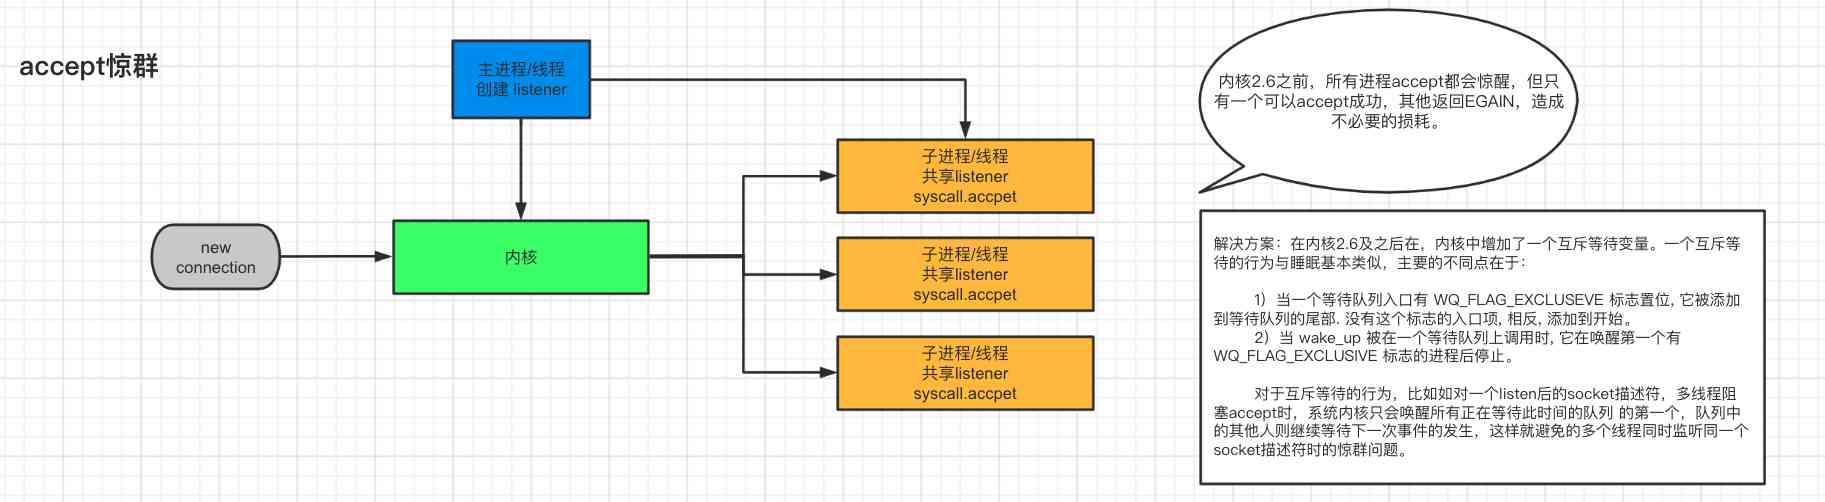 accept惊群
主进程/线程
创建 listener
new
connection
内核
子进程/线程
共享listener
syscall.accpet
子进程/线程
共享listener
syscall.accpet
子进程/线程
共享listener
syscall.accpet
内核2.6之前，所有进程accept都会惊醒，但只
有一个可以accept成功，其他返回EGAIN，造成
不必要的损耗。
解决方案：在内核2.6及之后在，内核中增加了一个互斥等待变量。一个互斥等
待的行为与睡眠基本类似，主要的不同点在于：
1）当一个等待队列入口有 WQ_FLAG_EXCLUSEVE 标志置位, 它被添加
到等待队列的尾部. 没有这个标志的入口项, 相反, 添加到开始。
2）当 wake_up 被在一个等待队列上调用时, 它在唤醒第一个有
WQ_FLAG_EXCLUSIVE 标志的进程后停止。
对于互斥等待的行为，比如如对一个listen后的socket描述符，多线程阻
塞accept时，系统内核只会唤醒所有正在等待此时间的队列 的第一个，队列中
的其他人则继续等待下一次事件的发生，这样就避免的多个线程同时监听同一个
socket描述符时的惊群问题。